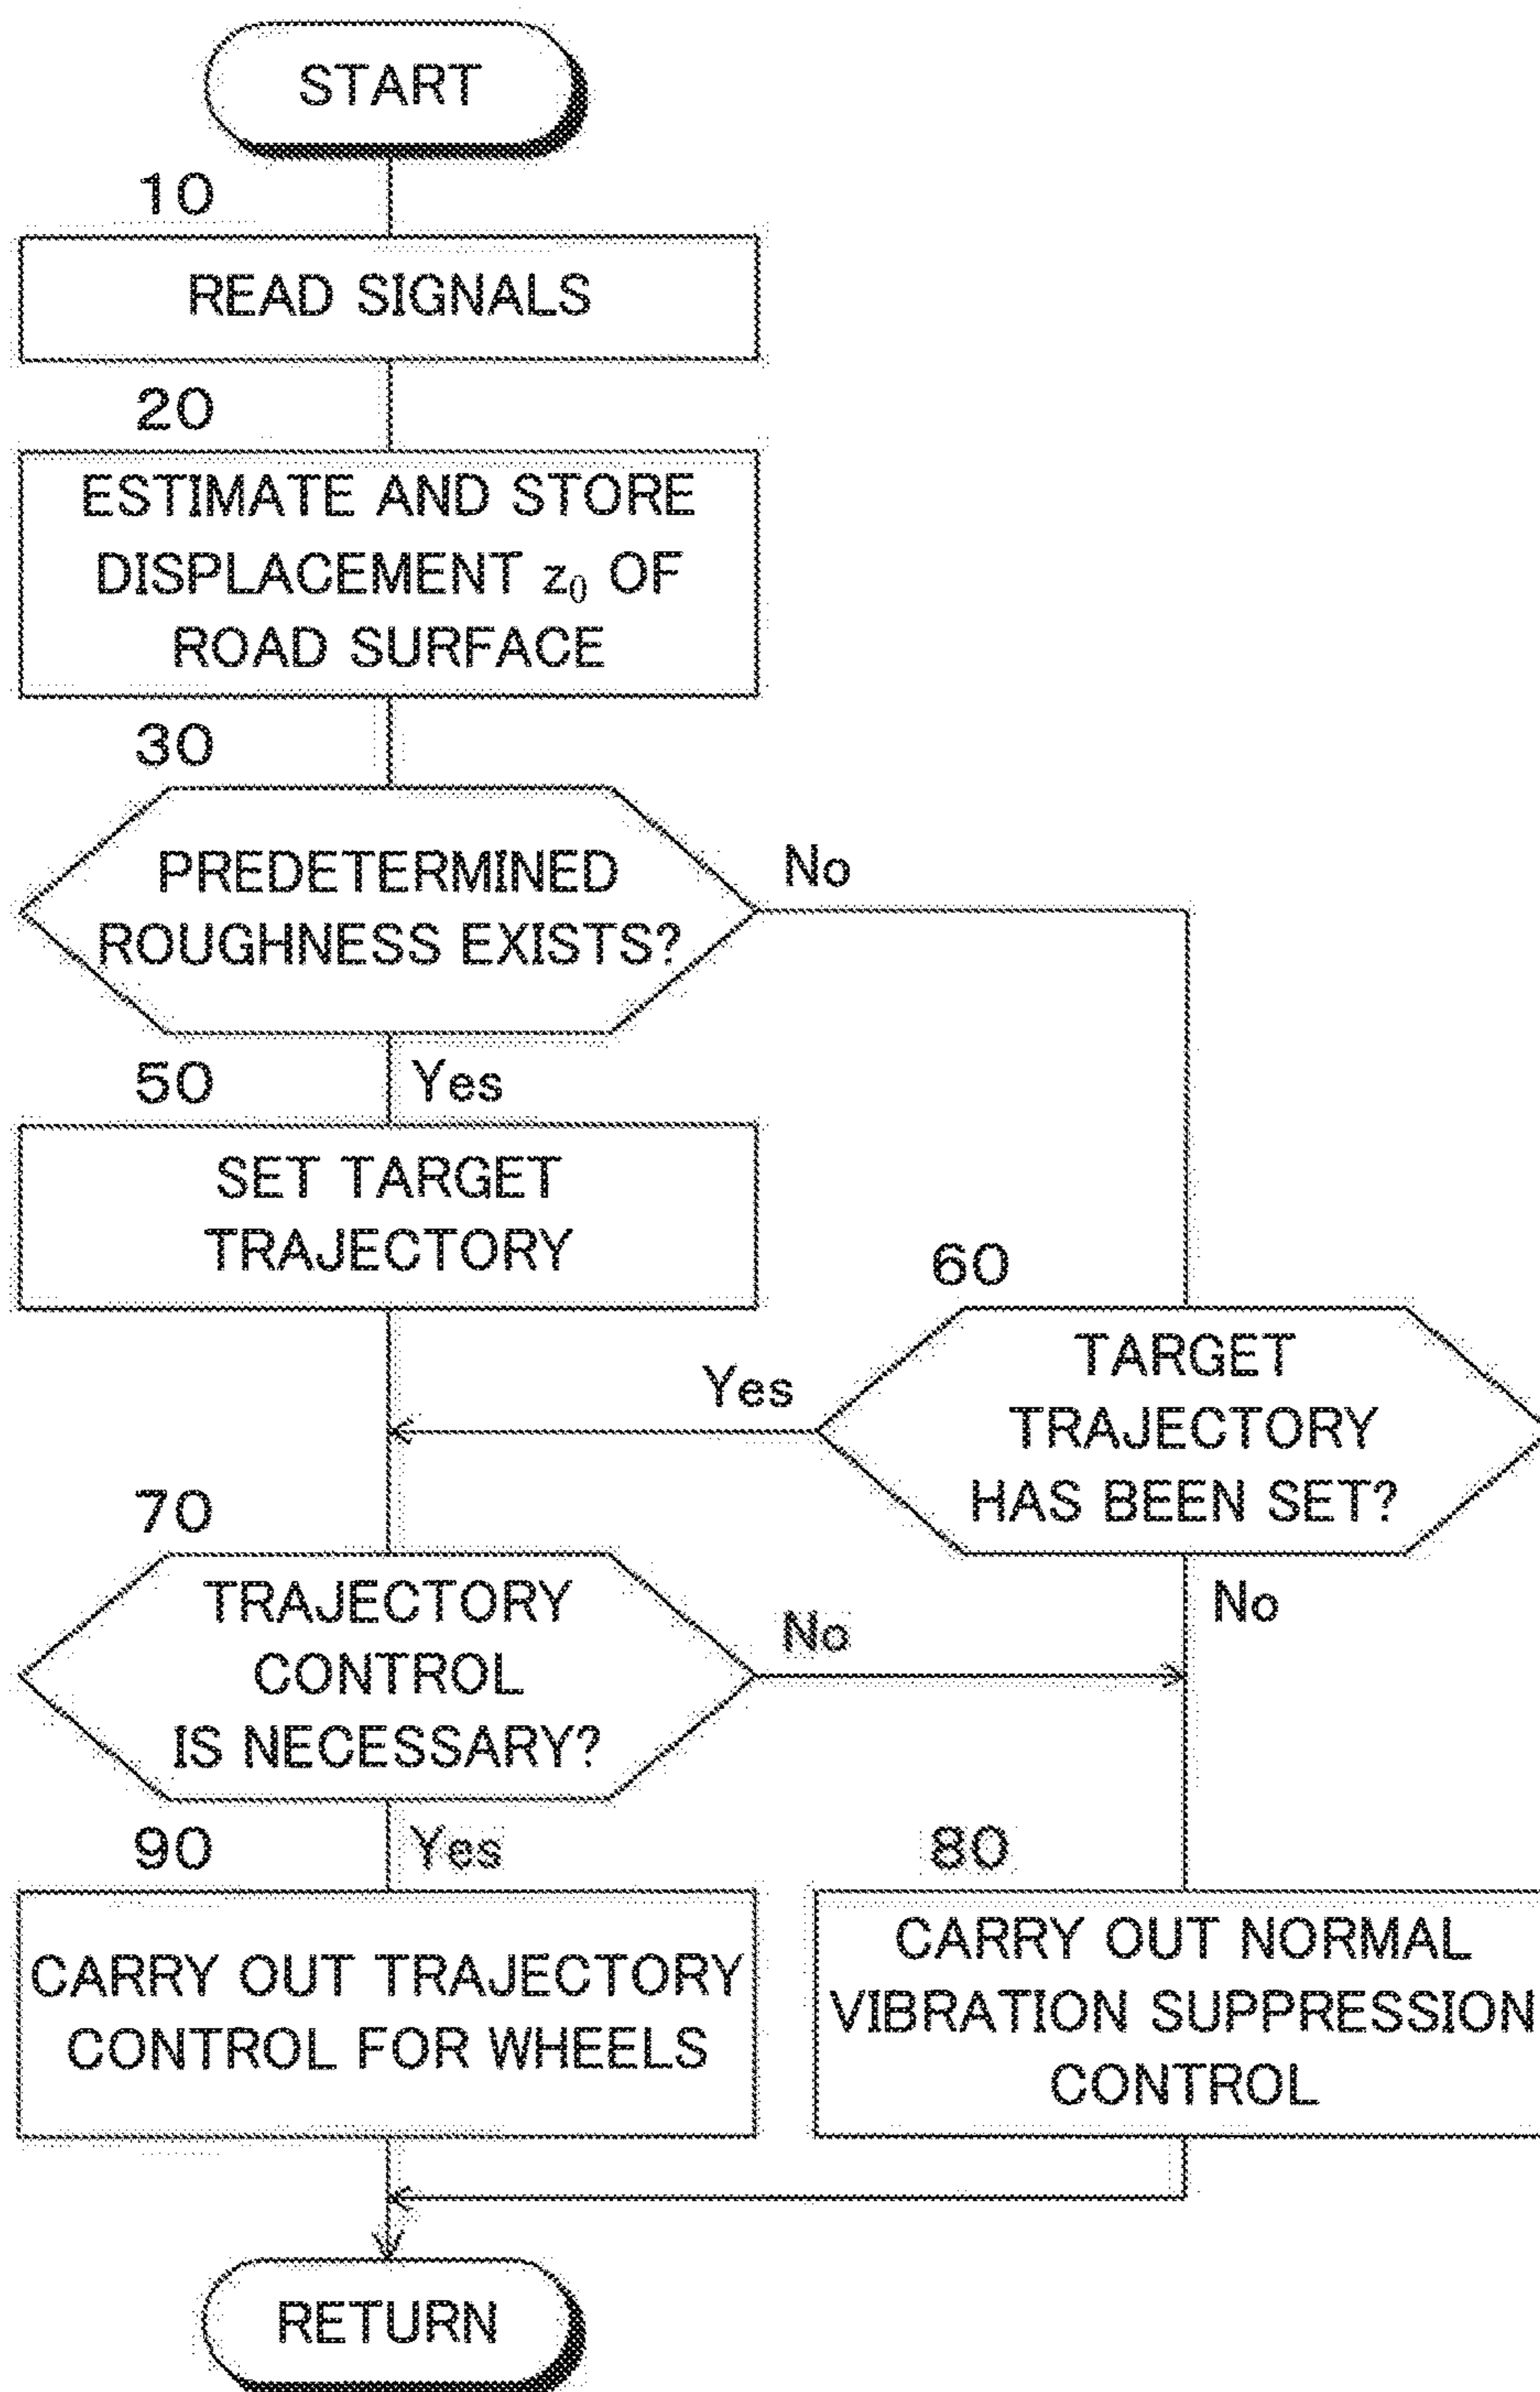 START
10
READ SIGNALS
20
ESTIMATE AND STORE
DISPLACEMENT z₀ OF
ROAD SURFACE
30
PREDETERMINED
ROUGHNESS EXISTS?
No
50
Yes
SET TARGET
TRAJECTORY
60
TARGET
TRAJECTORY
HAS BEEN SET?
Yes
No
70
TRAJECTORY
CONTROL
IS NECESSARY?
No
90
Yes
CARRY OUT TRAJECTORY
CONTROL FOR WHEELS
80
CARRY OUT NORMAL
VIBRATION SUPPRESSION
CONTROL
RETURN